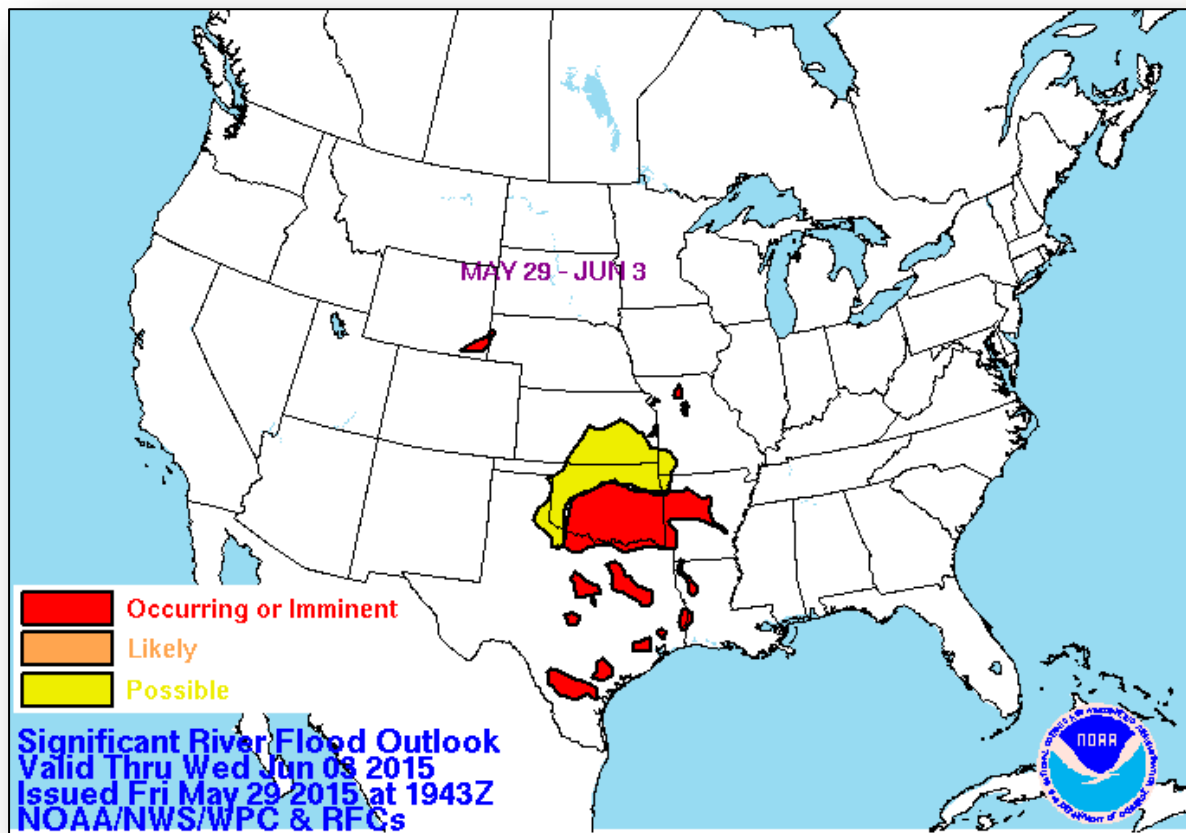 MAY 29 - JUN 3
Occurring or Imminent
Likely
Possible
Significant River Flood Outlook
Valid Thru Wed Jun 03 2015
Issued Fri May 29 2015 at 1943Z
NOAA/NWS/WPC & RFCs
NOAA